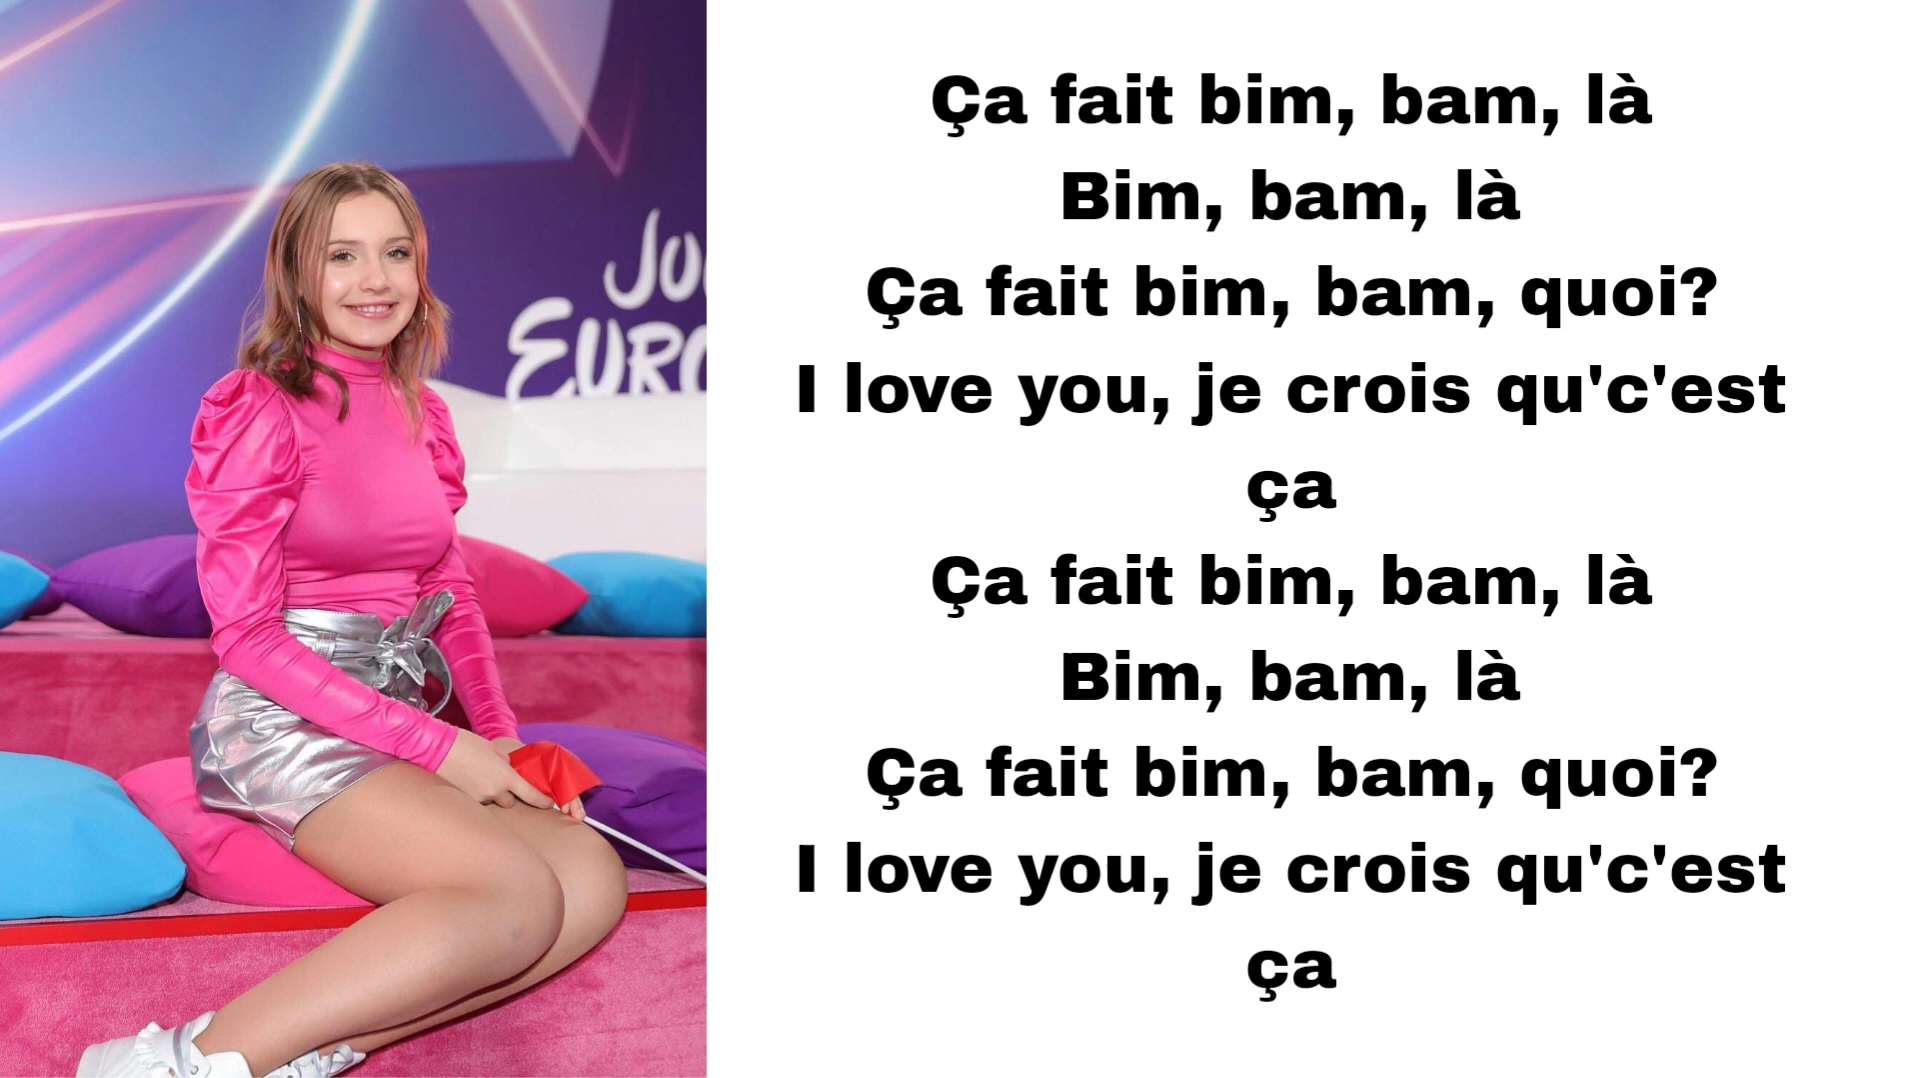 Ju
Euro
Ça fait bim, bam, là
Bim, bam, là
Ça fait bim, bam, quoi?
I love you, je crois qu'c'est
ça
Ça fait bim, bam, là
Bim, bam, là
Ça fait bim, bam, quoi?
I love you, je crois qu'c'est
ça